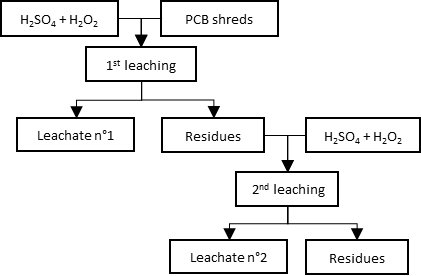 H₂SO₄ + H₂O₂
PCB shreds
1ˢᵗ leaching
Leachate n°1
Residues
H₂SO₄ + H₂O₂
2ⁿᵈ leaching
Leachate n°2
Residues